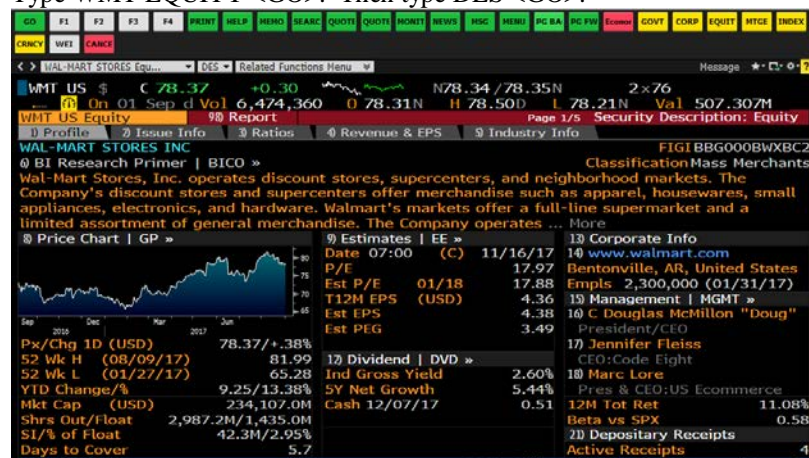 Type WMT EQUITY <GO>. Then type DES <GO>.
GO F1 F2 F3 F4 PRINT HELP MEMO SEARC QUOTE QUOTE MONIT NEWS MSG MENU PG BA PG FW Econor GOVT CORP EQUIT MTGE INDEX
CRNCY WEI CANCE
< > WAL-MART STORES Equ... DES Related Functions Menu Message
WMT US $ C 78.37 +0.30 N78.34/78.35N 2×76
On 01 Sep d Vol 6,474,360 O 78.31N H 78.50D L 78.21N Val 507.307M
WMT US Equity 98) Report Page 1/5 Security Description: Equity
1) Profile 2) Issue Info 3) Ratios 4) Revenue & EPS 5) Industry Info
WAL-MART STORES INC FIGI BBG000BWXBC2
6) BI Research Primer | BICO » Classification Mass Merchants
Wal-Mart Stores, Inc. operates discount stores, supercenters, and neighborhood markets. The
Company's discount stores and supercenters offer merchandise such as apparel, housewares, small
appliances, electronics, and hardware. Walmart's markets offer a full-line supermarket and a
limited assortment of general merchandise. The Company operates ... More
8) Price Chart | GP »
80
75
70
65
Sep Dec Mar Jun
2016 2017
Px/Chg 1D (USD) 78.37/+.38%
52 Wk H (08/09/17) 81.99
52 Wk L (01/27/17) 65.28
YTD Change/% 9.25/13.38%
Mkt Cap (USD) 234,107.0M
Shrs Out/Float 2,987.2M/1,435.0M
SI/% of Float 42.3M/2.95%
Days to Cover 5.7
9) Estimates | EE »
Date 07:00 (C) 11/16/17
P/E 17.97
Est P/E 01/18 17.88
T12M EPS (USD) 4.36
Est EPS 4.38
Est PEG 3.49
12) Dividend | DVD »
Ind Gross Yield 2.60%
5Y Net Growth 5.44%
Cash 12/07/17 0.51
13) Corporate Info
14) www.walmart.com
Bentonville, AR, United States
Empls 2,300,000 (01/31/17)
15) Management | MGMT »
16) C Douglas McMillon "Doug"
President/CEO
17) Jennifer Fleiss
CEO:Code Eight
18) Marc Lore
Pres & CEO:US Ecommerce
12M Tot Ret 11.08%
Beta vs SPX 0.58
21) Depositary Receipts
Active Receipts 4